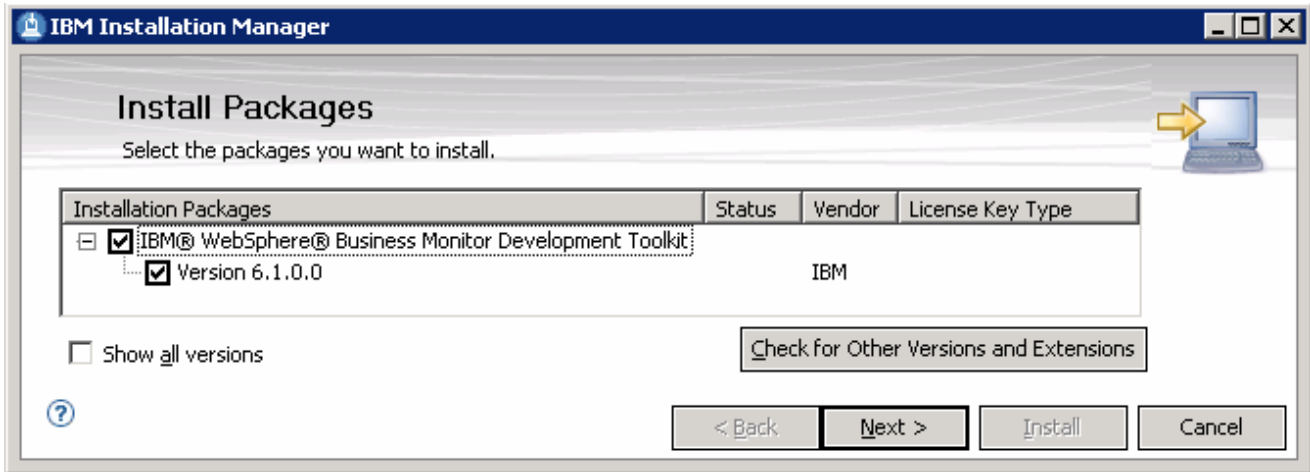 IBM Installation Manager
Install Packages
Select the packages you want to install.
Installation Packages Status Vendor License Key Type
IBM® WebSphere® Business Monitor Development Toolkit
Version 6.1.0.0 IBM
Show all versions
Check for Other Versions and Extensions
?
< Back Next > Install Cancel